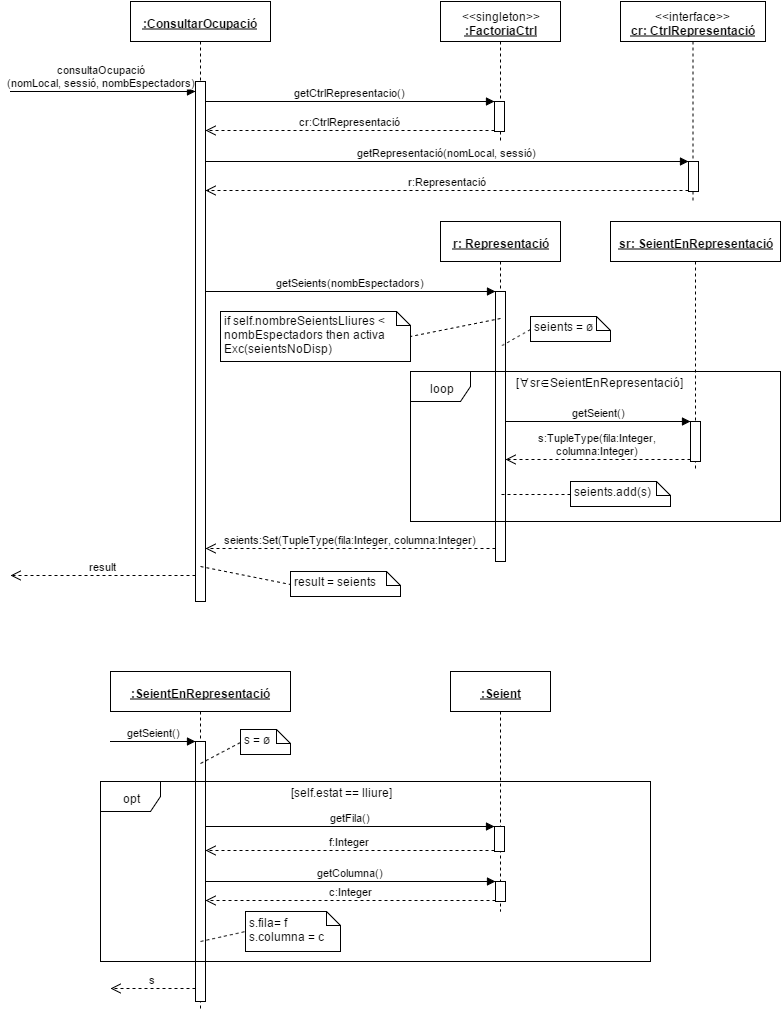 :ConsultarOcupació
<<singleton>>
:FactoriaCtrl
<<interface>>
cr: CtrlRepresentació
consultaOcupació
(nomLocal, sessió, nombEspectadors)
getCtrlRepresentacio()
cr:CtrlRepresentació
getRepresentació(nomLocal, sessió)
r:Representació
r: Representació
sr: SeientEnRepresentació
getSeients(nombEspectadors)
if self.nombreSeientsLliures <
nombEspectadors then activa
Exc(seientsNoDisp)
seients = ø
loop
[∀sr∈SeientEnRepresentació]
getSeient()
s:TupleType(fila:Integer,
columna:Integer)
seients.add(s)
seients:Set(TupleType(fila:Integer, columna:Integer)
result
result = seients
:SeientEnRepresentació
:Seient
getSeient()
s = ø
opt
[self.estat == lliure]
getFila()
f:Integer
getColumna()
c:Integer
s.fila= f
s.columna = c
s